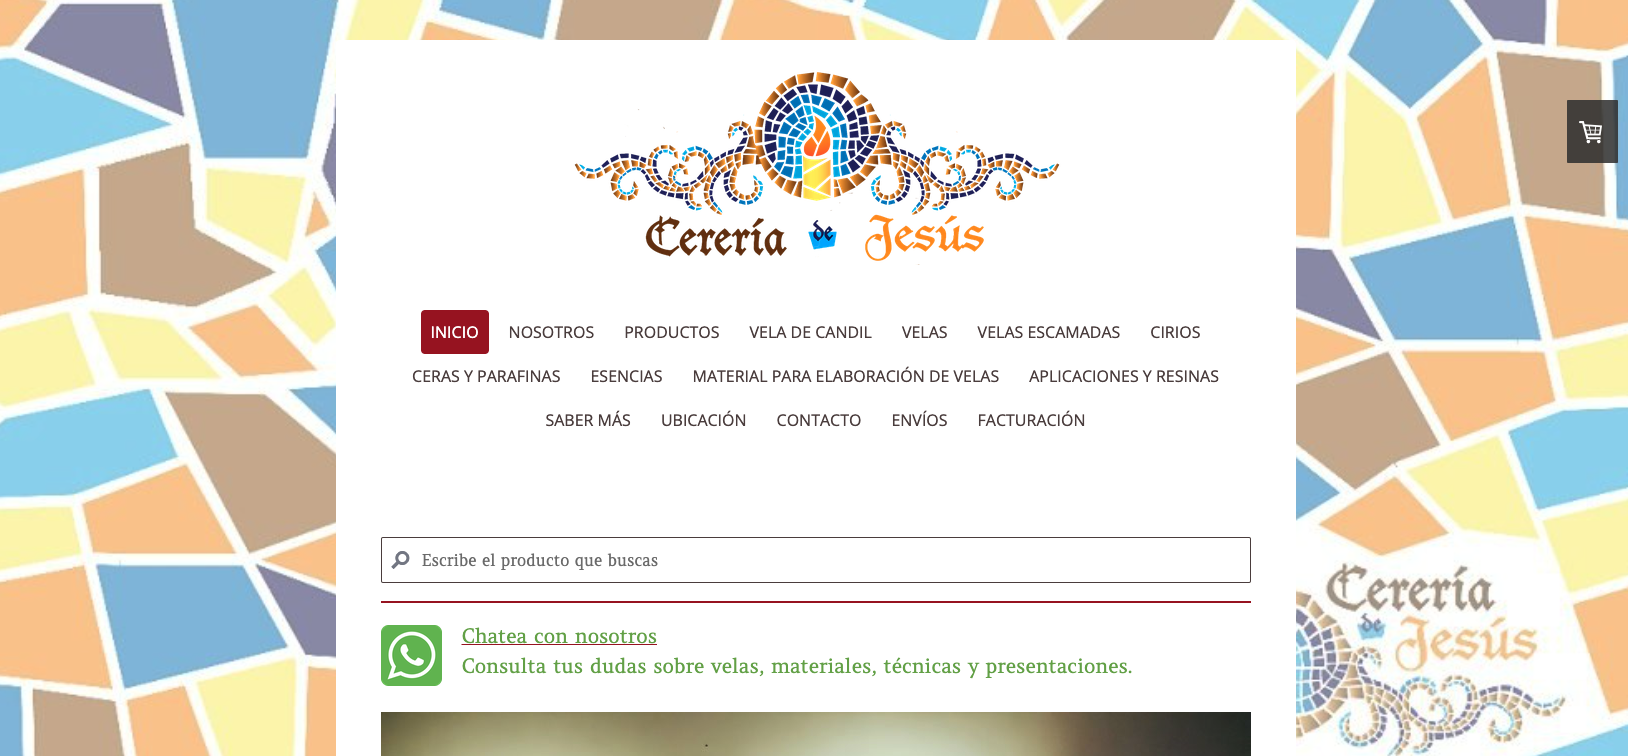 Cerería de Jesús
INICIO NOSOTROS PRODUCTOS VELA DE CANDIL VELAS VELAS ESCAMADAS CIRIOS
CERAS Y PARAFINAS ESENCIAS MATERIAL PARA ELABORACIÓN DE VELAS APLICACIONES Y RESINAS
SABER MÁS UBICACIÓN CONTACTO ENVÍOS FACTURACIÓN
Escribe el producto que buscas
Chatea con nosotros
Consulta tus dudas sobre velas, materiales, técnicas y presentaciones.
Cerería
de
Jesús